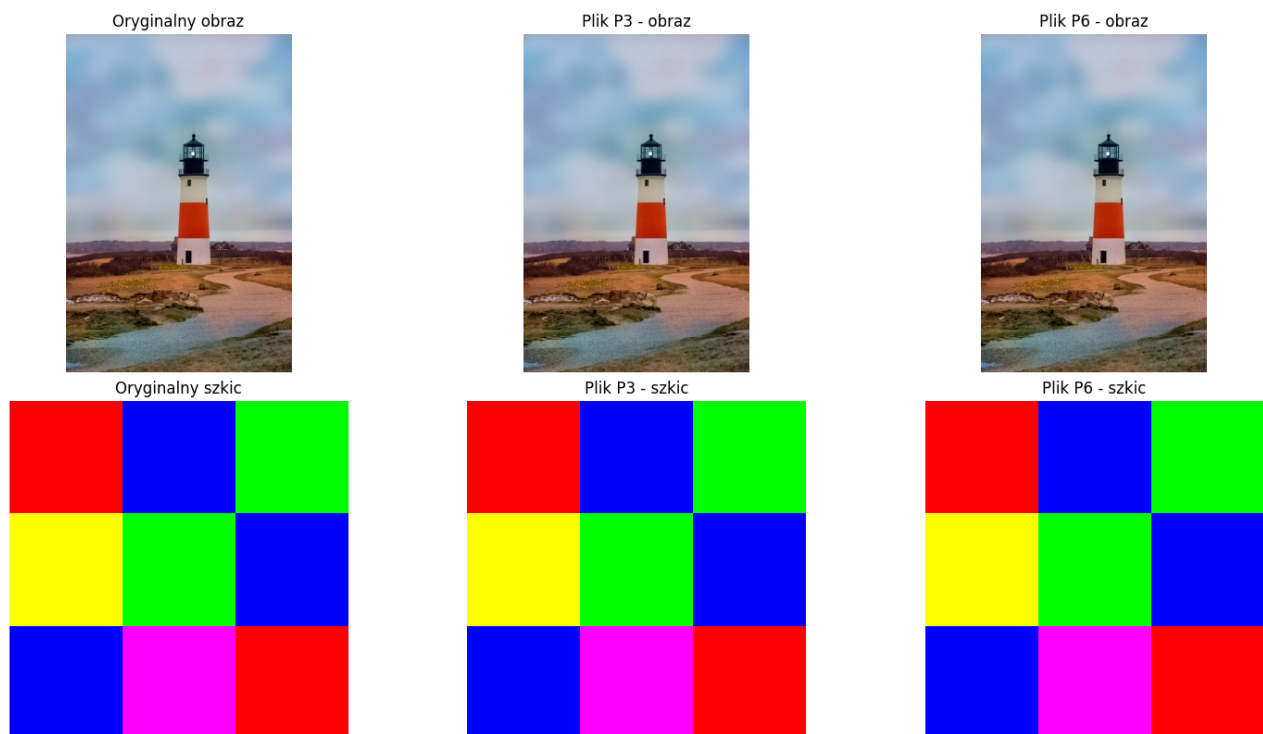 Oryginalny obraz
Plik P3 - obraz
Plik P6 - obraz
Oryginalny szkic
Plik P3 - szkic
Plik P6 - szkic